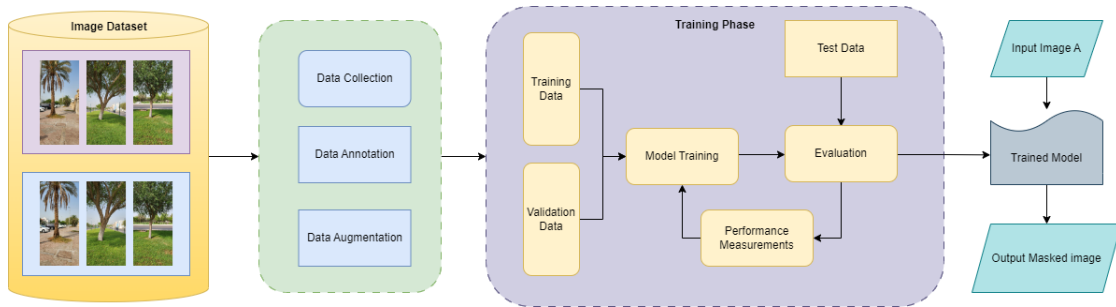 Image Dataset
Data Collection
Data Annotation
Data Augmentation
Training Phase
Training
Data
Validation
Data
Model Training
Test Data
Evaluation
Performance
Measurements
Input Image A
Trained Model
Output Masked image